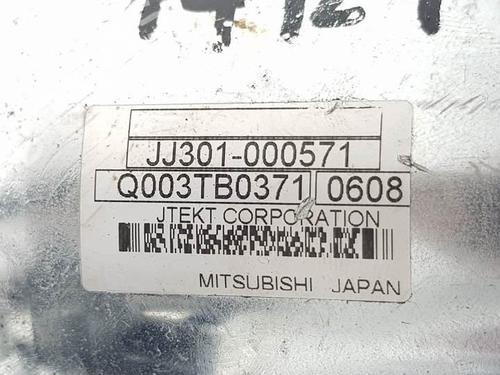 JJ301-000571
Q003TB0371 0608
JTEKT CORPORATION
MITSUBISHI JAPAN